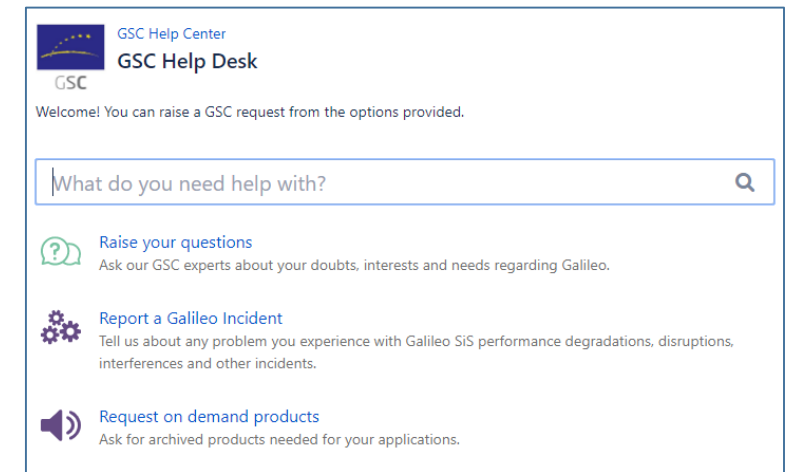 GSC Help Center
GSC Help Desk
GSC
Welcome! You can raise a GSC request from the options provided.
What do you need help with?
Raise your questions
Ask our GSC experts about your doubts, interests and needs regarding Galileo.
Report a Galileo Incident
Tell us about any problem you experience with Galileo SiS performance degradations, disruptions,
interferences and other incidents.
Request on demand products
Ask for archived products needed for your applications.